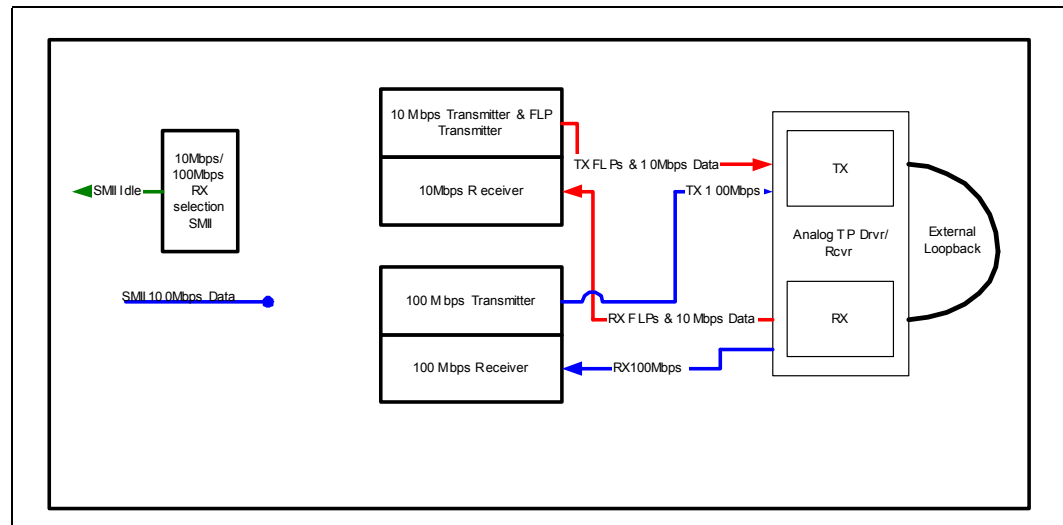 10 Mbps Transmitter & FLP
Transmitter
10Mbps/
100Mbps
RX
selection
SMII
SMII Idle
10Mbps Receiver
TX FLPs & 10Mbps Data
TX 100Mbps
TX
Analog TP Drvr/
Rcvr
External
Loopback
SMII 100Mbps Data
100 Mbps Transmitter
RX FLPs & 10 Mbps Data
RX
100 Mbps Receiver
RX100Mbps